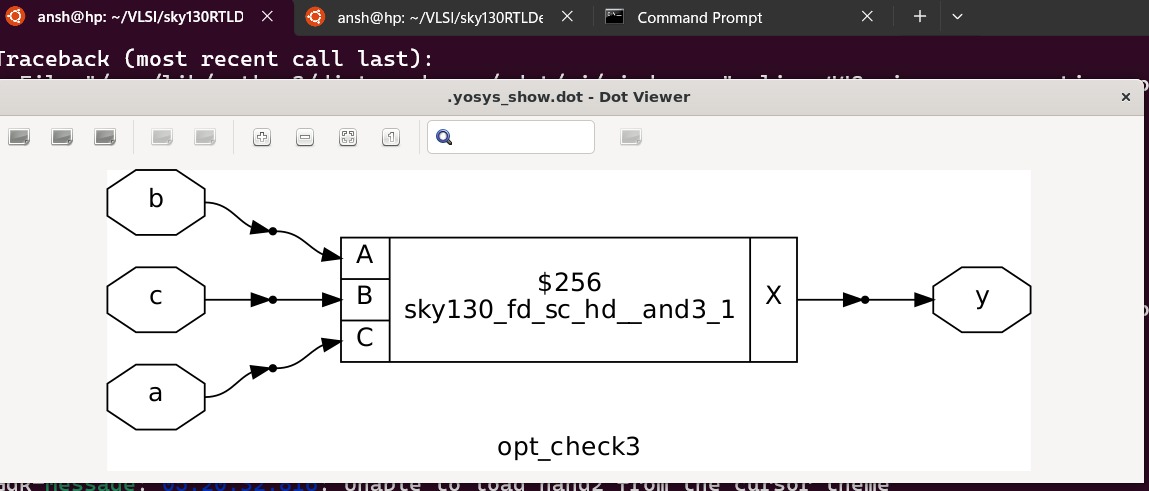 ansh@hp: ~/VLSI/sky130RTLD
ansh@hp: ~/VLSI/sky130RTLDe
Command Prompt
Traceback (most recent call last):
.yosys_show.dot - Dot Viewer
b
c
a
A
B
C
$256
sky130_fd_sc_hd__and3_1
X
y
opt_check3
unable to load hand2 from the cursor theme